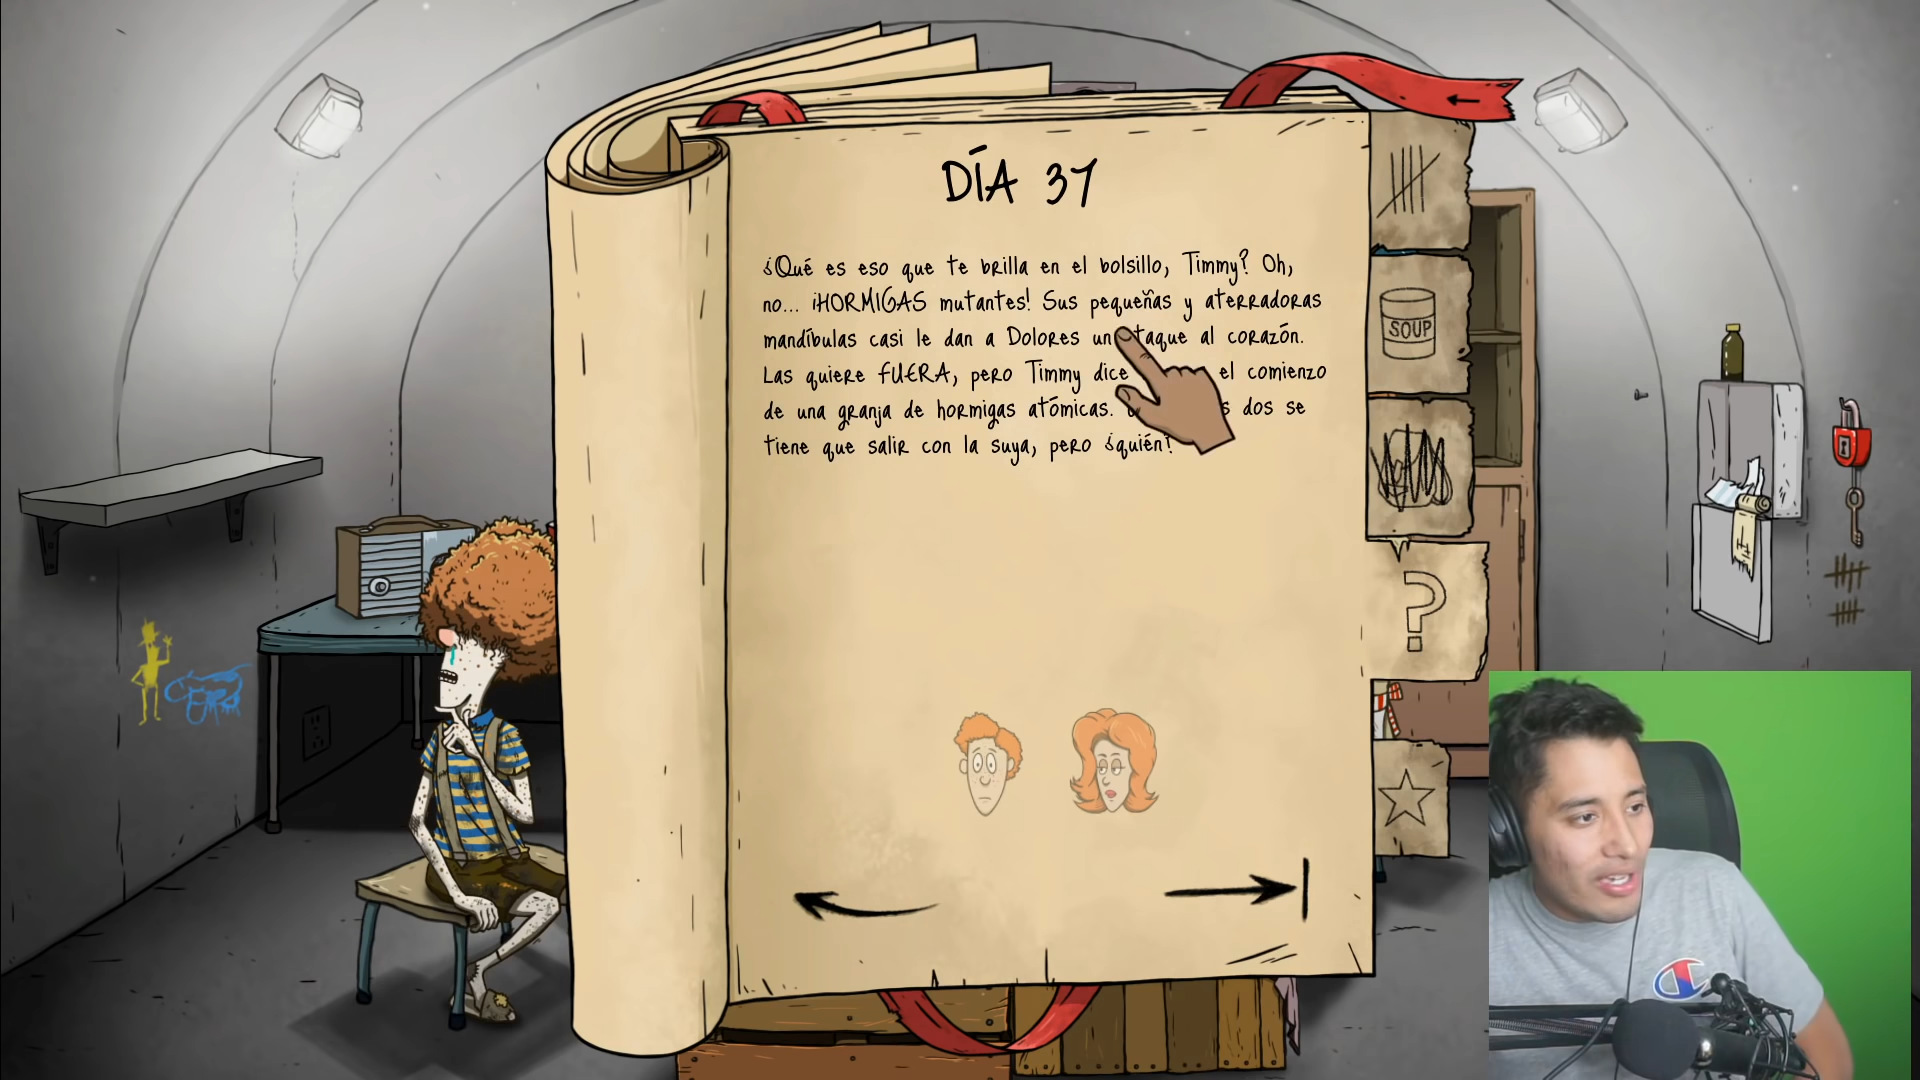 DÍA 37
¿Qué es eso que te brilla en el bolsillo, Timmy? Oh,
no... ¡HORMIGAS mutantes! Sus pequeñas y aterradoras
mandíbulas casi le dan a Dolores un taque al corazón.
Las quiere FUERA, pero Timmy dice el comienzo
de una granja de hormigas atómicas. s dos se
tiene que salir con la suya, pero ¿quién?
SOUP